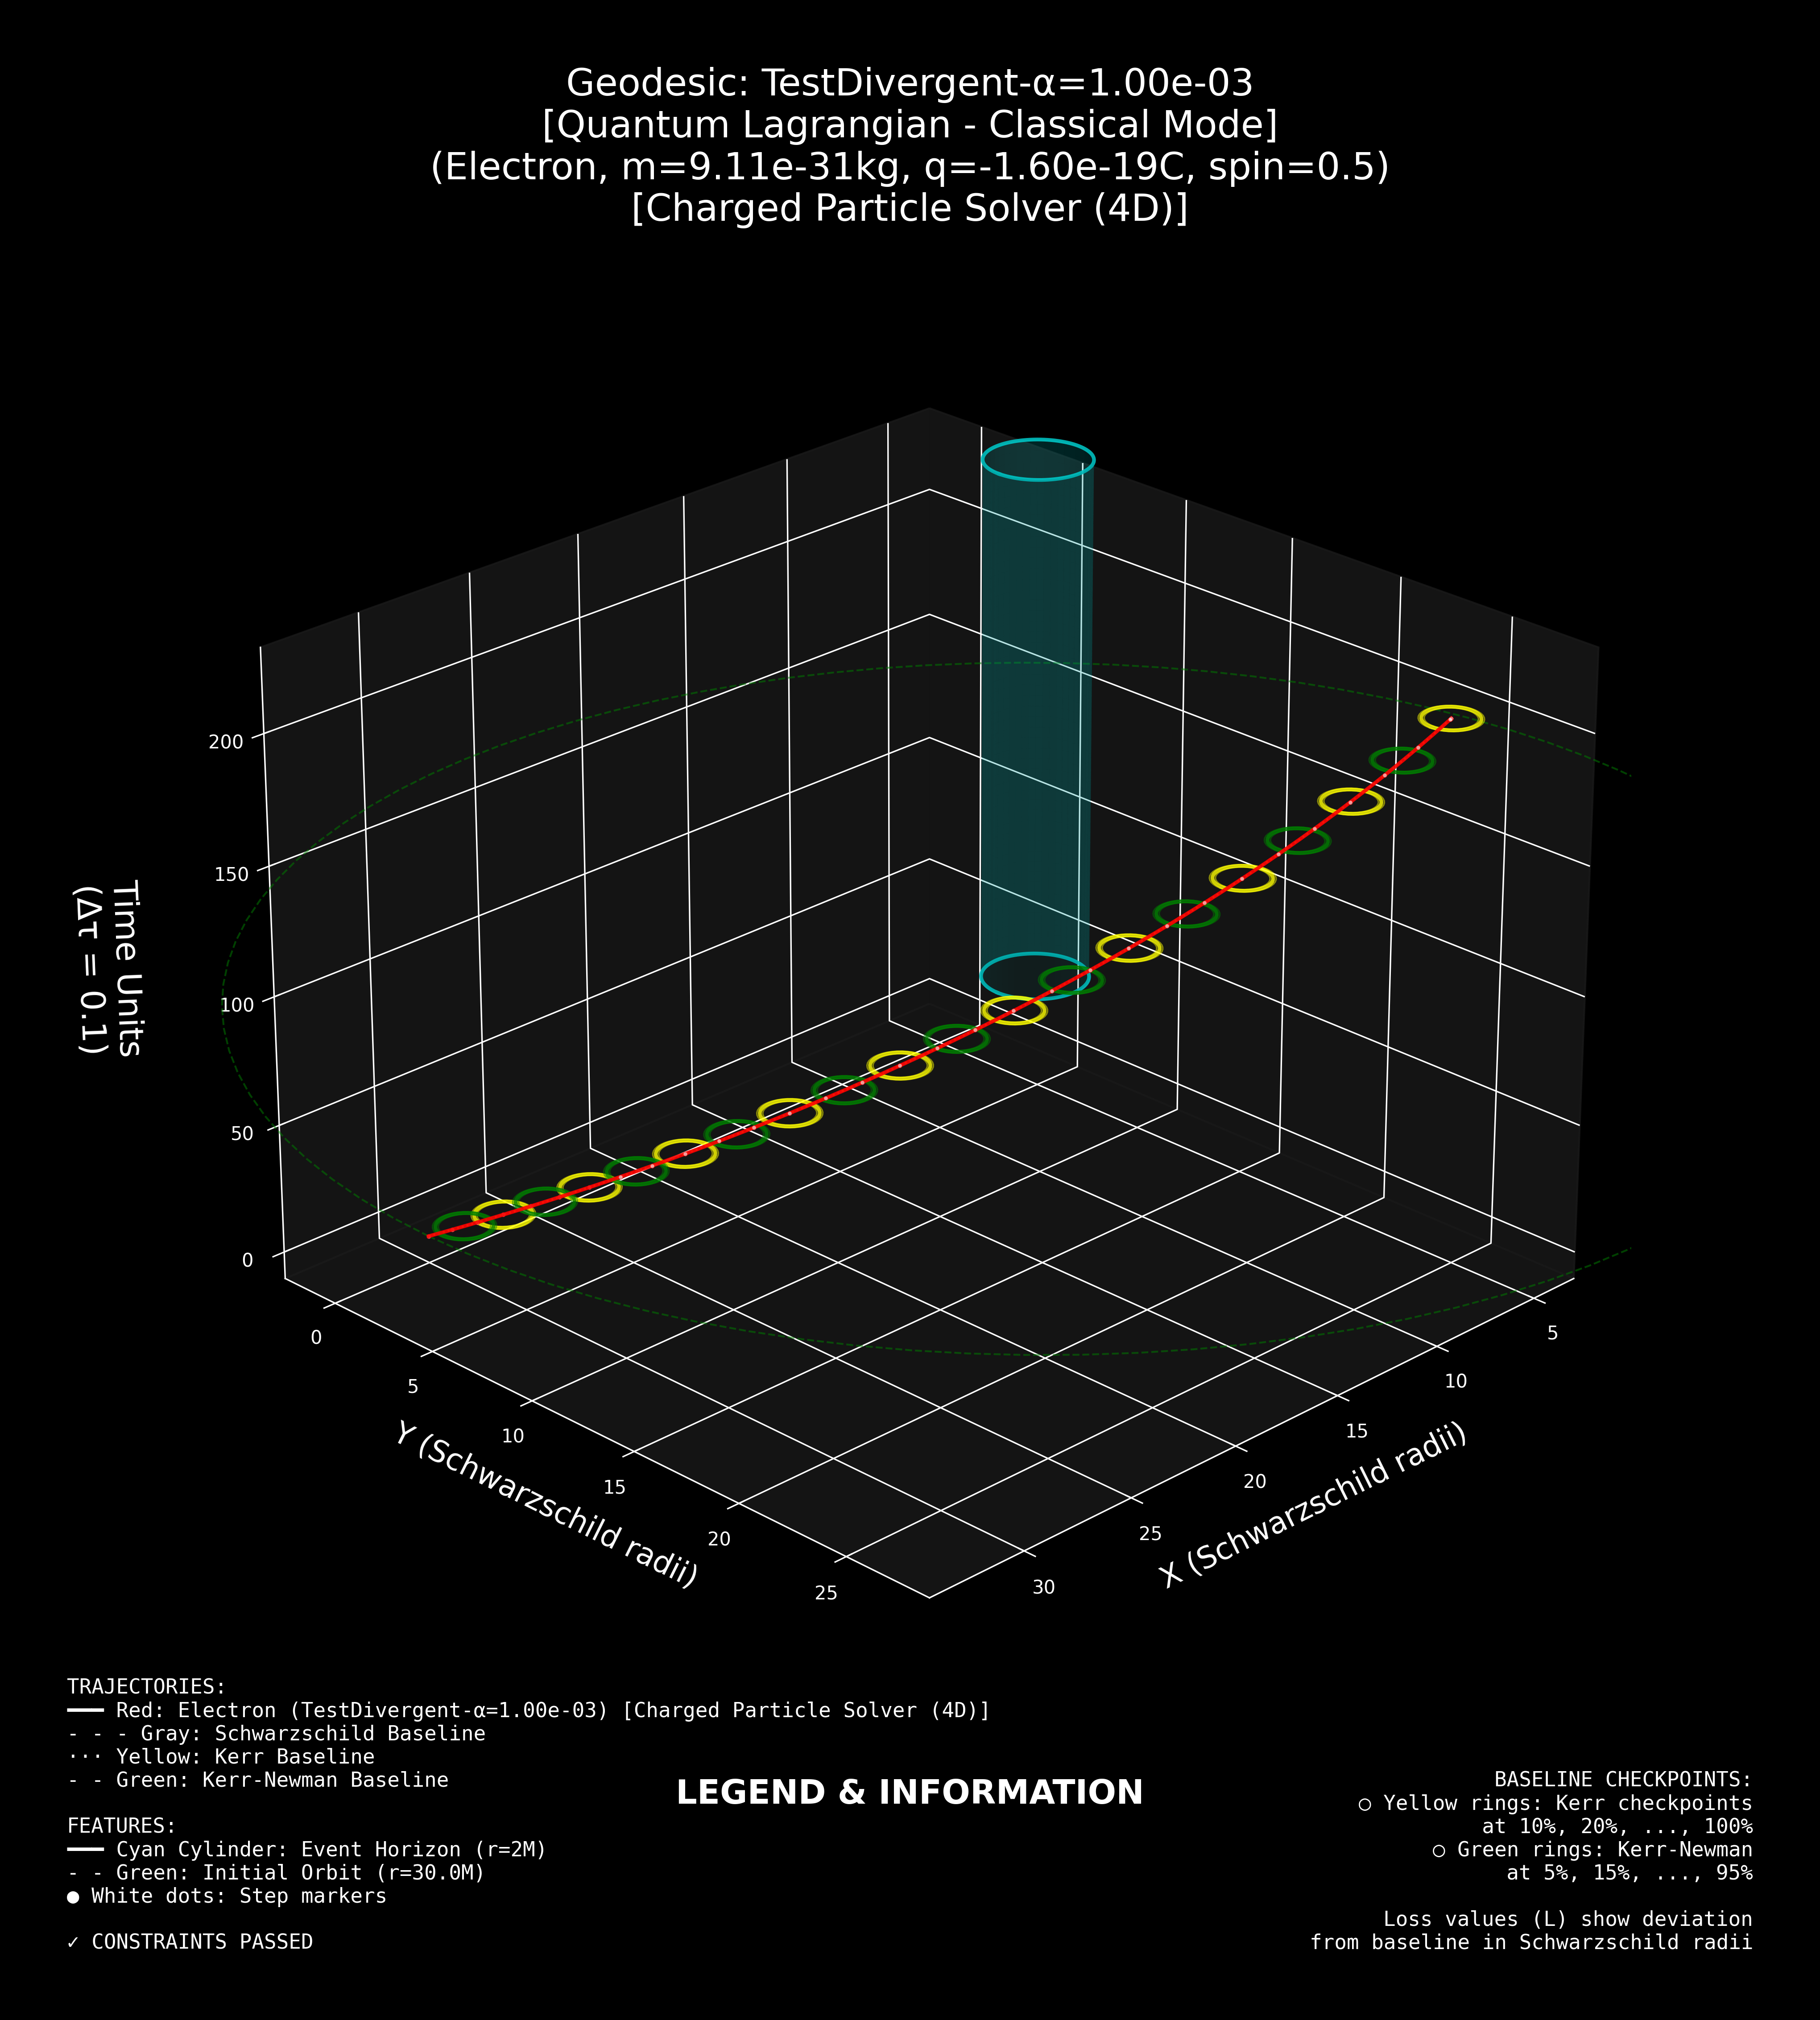 Geodesic: TestDivergent-α=1.00e-03
[Quantum Lagrangian - Classical Mode]
(Electron, m=9.11e-31kg, q=-1.60e-19C, spin=0.5)
[Charged Particle Solver (4D)]
Time Units
(Δτ = 0.1)
200
150
100
50
0
0
5
10
15
20
25
Y (Schwarzschild radii)
5
10
15
20
25
30
X (Schwarzschild radii)
TRAJECTORIES:
━━━ Red: Electron (TestDivergent-α=1.00e-03) [Charged Particle Solver (4D)]
- - - Gray: Schwarzschild Baseline
··· Yellow: Kerr Baseline
- - Green: Kerr-Newman Baseline
FEATURES:
━━━ Cyan Cylinder: Event Horizon (r=2M)
- - Green: Initial Orbit (r=30.0M)
● White dots: Step markers
✓ CONSTRAINTS PASSED
LEGEND & INFORMATION
BASELINE CHECKPOINTS:
○ Yellow rings: Kerr checkpoints
at 10%, 20%, ..., 100%
○ Green rings: Kerr-Newman
at 5%, 15%, ..., 95%
Loss values (L) show deviation
from baseline in Schwarzschild radii